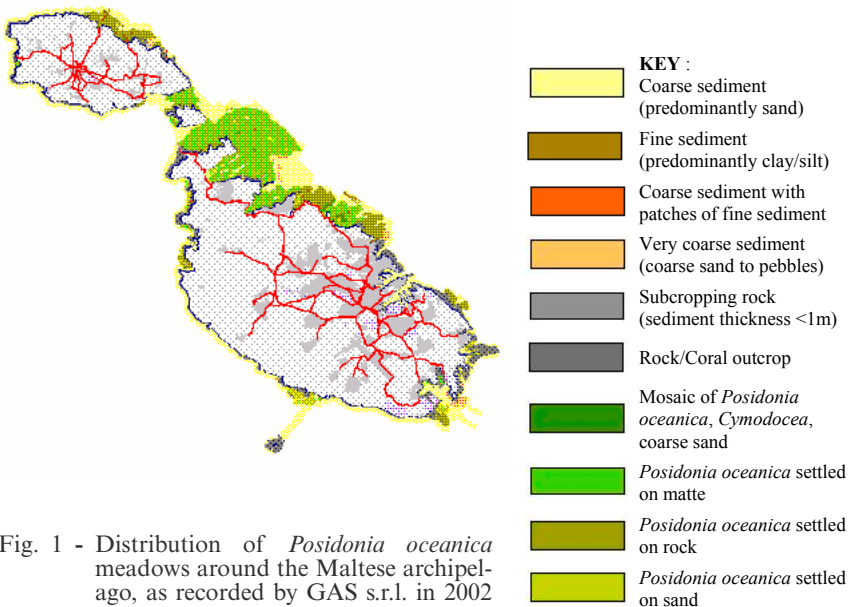 KEY :
Coarse sediment
(predominantly sand)
Fine sediment
(predominantly clay/silt)
Coarse sediment with
patches of fine sediment
Very coarse sediment
(coarse sand to pebbles)
Subcropping rock
(sediment thickness <1m)
Rock/Coral outcrop
Mosaic of Posidonia
oceanica, Cymodocea,
coarse sand
Posidonia oceanica settled
on matte
Posidonia oceanica settled
on rock
Posidonia oceanica settled
on sand
Fig. 1 - Distribution of Posidonia oceanica
meadows around the Maltese archipel-
ago, as recorded by GAS s.r.l. in 2002